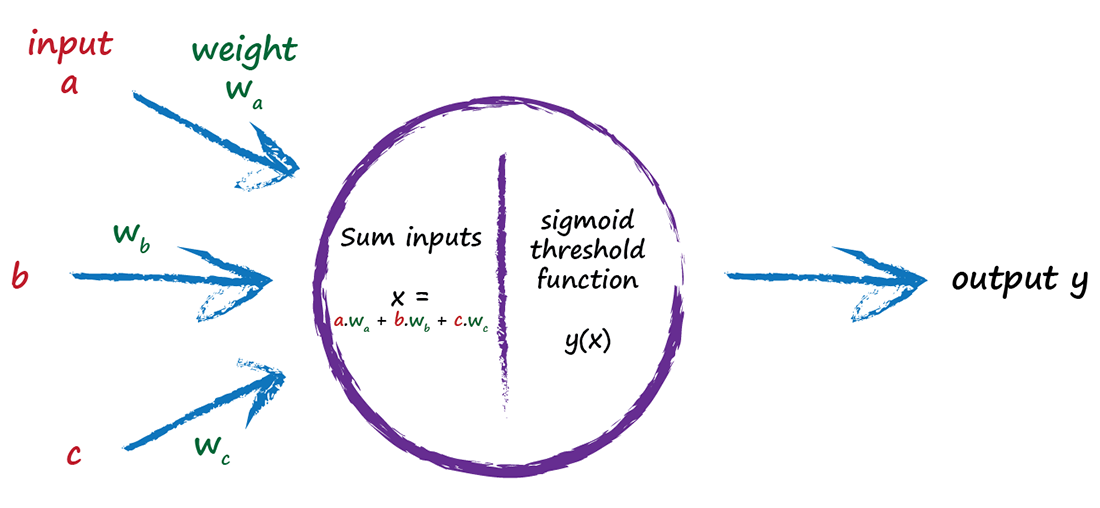 input
a
weight
wa
b
wb
c
wc
Sum inputs
x =
a.wa + b.wb + c.wc
sigmoid
threshold
function
y(x)
output y